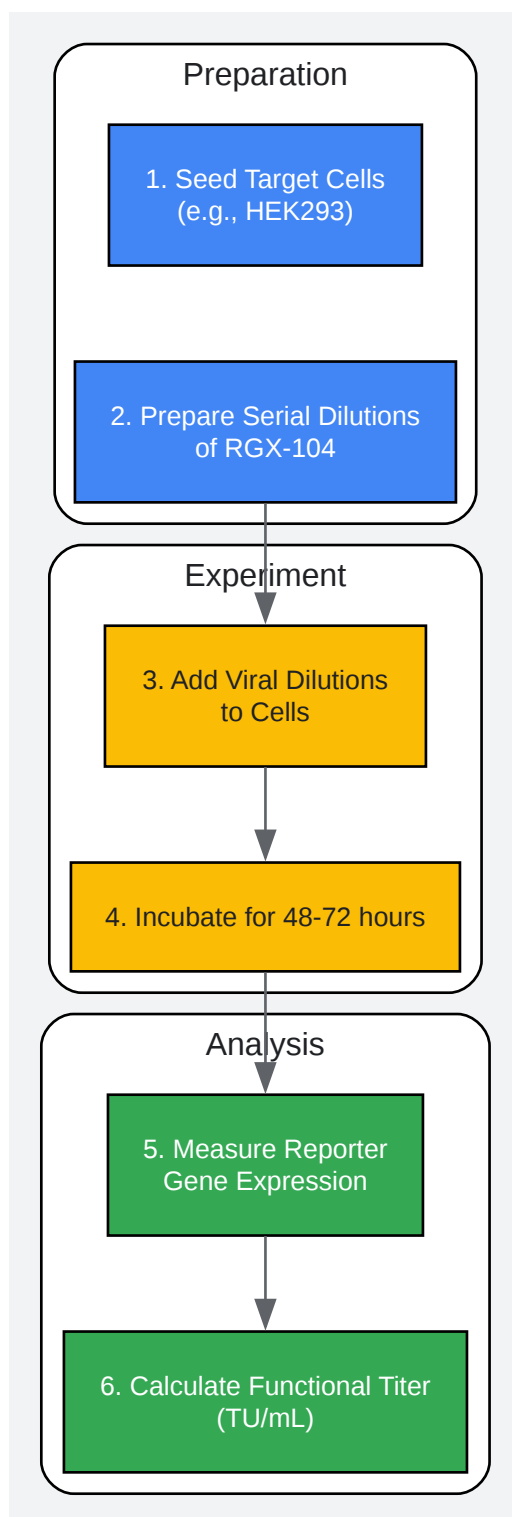 Preparation
1. Seed Target Cells
(e.g., HEK293)
2. Prepare Serial Dilutions
of RGX-104
Experiment
3. Add Viral Dilutions
to Cells
4. Incubate for 48-72 hours
Analysis
5. Measure Reporter
Gene Expression
6. Calculate Functional Titer
(TU/mL)